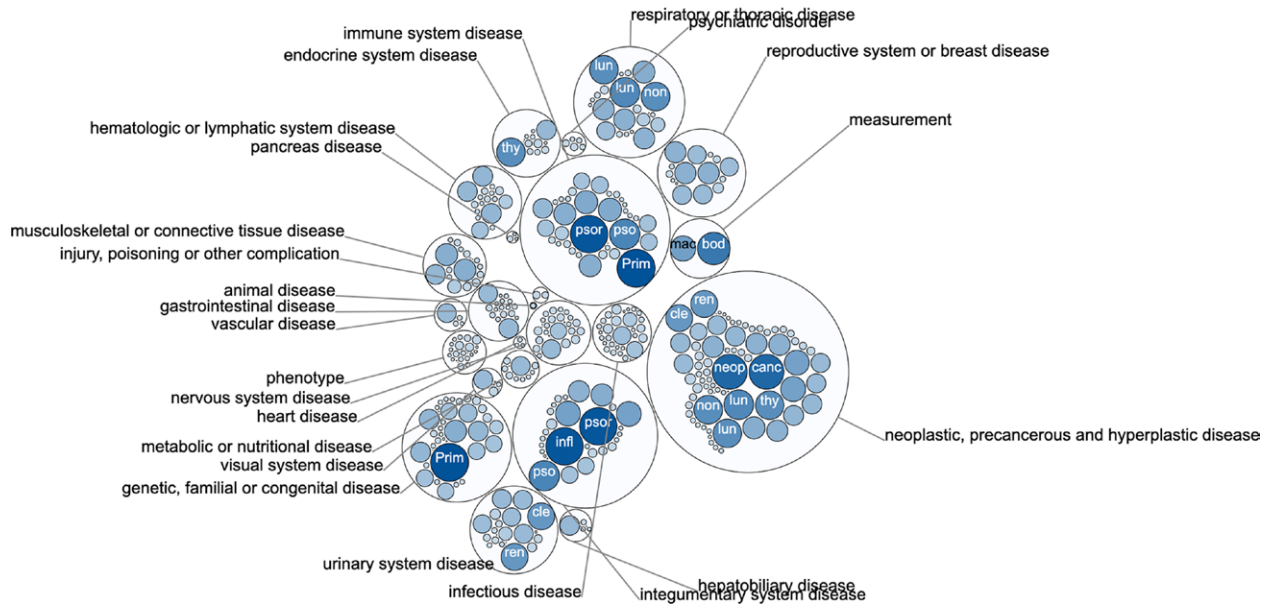 respiratory or thoracic disease
psychiatric disorder
immune system disease
endocrine system disease
reproductive system or breast disease
lun
lun
non
measurement
hematologic or lymphatic system disease
pancreas disease
thy
musculoskeletal or connective tissue disease
injury, poisoning or other complication
psor
pso
Prim
mac
bod
animal disease
gastrointestinal disease
vascular disease
ren
cle
phenotype
nervous system disease
heart disease
neop
canc
non
lun
thy
lun
metabolic or nutritional disease
visual system disease
genetic, familial or congenital disease
psor
infl
pso
Prim
neoplastic, precancerous and hyperplastic disease
cle
ren
urinary system disease
infectious disease
hepatobiliary disease
integumentary system disease